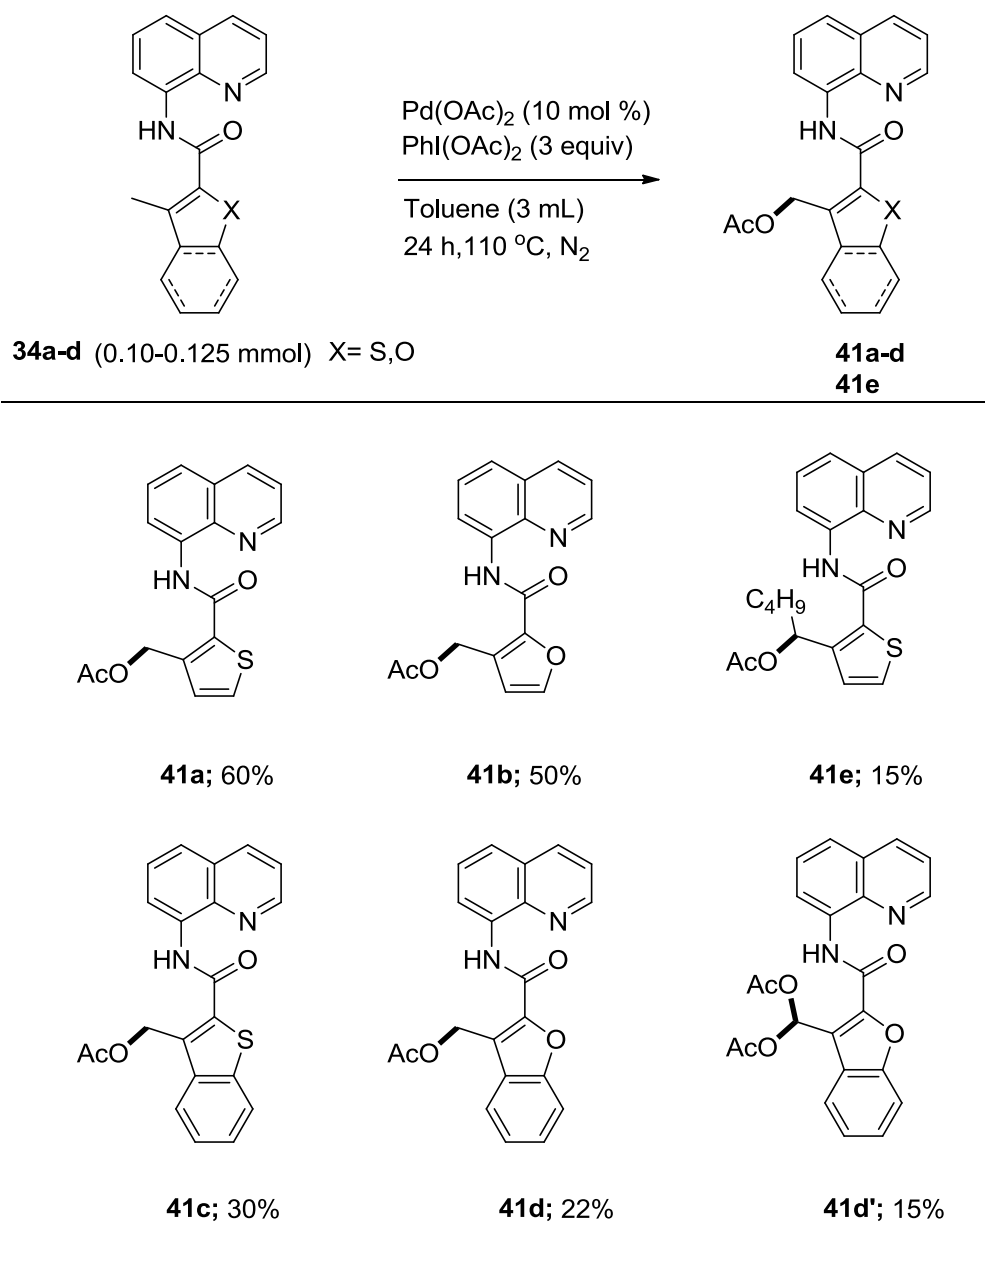 HN
N
O
X
Pd(OAc)2 (10 mol %)
PhI(OAc)2 (3 equiv)
Toluene (3 mL)
24 h,110 oC, N2
HN
N
O
AcO
X
34a-d (0.10-0.125 mmol) X= S,O
41a-d
41e
HN
N
O
AcO
S
HN
N
O
AcO
O
HN
N
O
C4H9
AcO
S
41a; 60%
41b; 50%
41e; 15%
HN
N
O
AcO
S
HN
N
O
AcO
O
HN
N
O
AcO
AcO
O
41c; 30%
41d; 22%
41d'; 15%